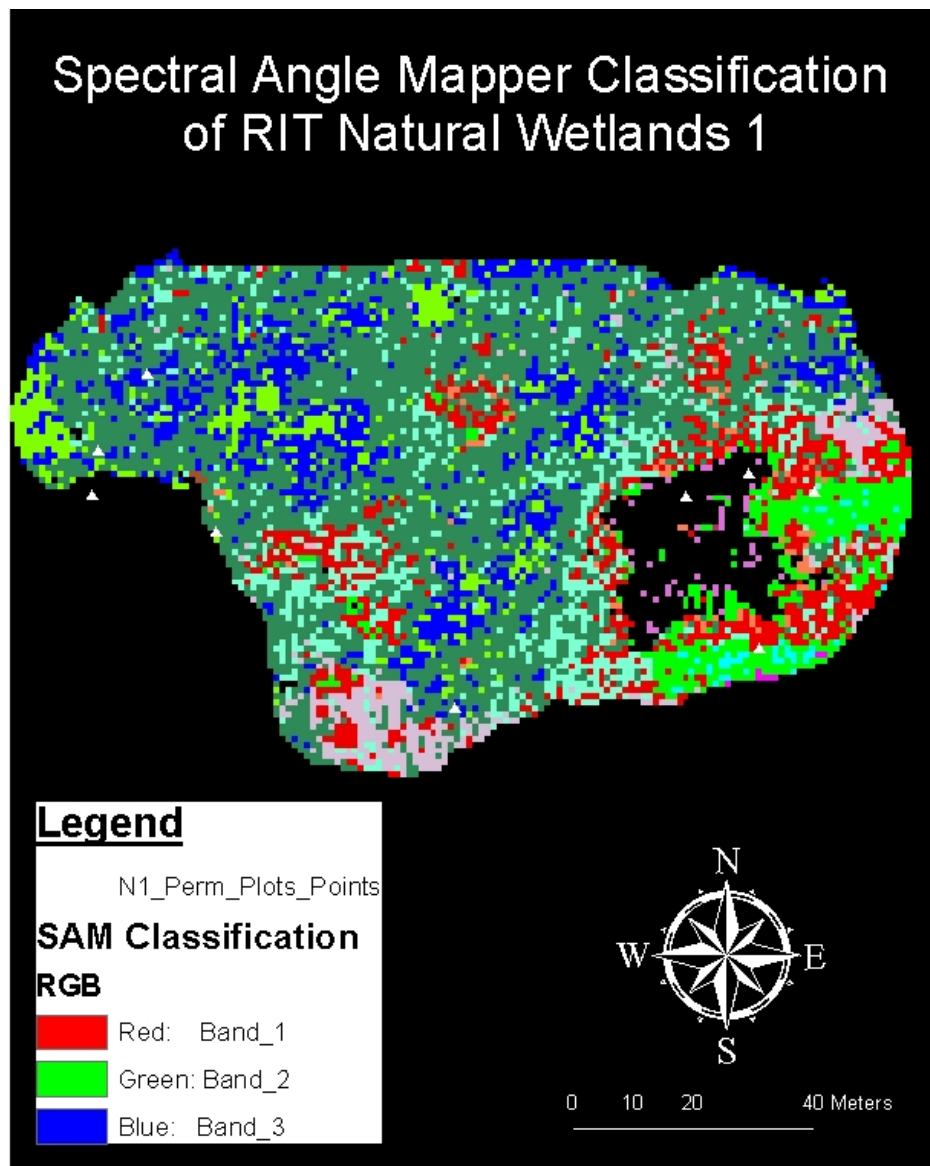 Spectral Angle Mapper Classification
of RIT Natural Wetlands 1
Legend
N1_Perm_Plots_Points
SAM Classification
RGB
Red: Band_1
Green: Band_2
Blue: Band_3
N
W E
S
0 10 20 40 Meters